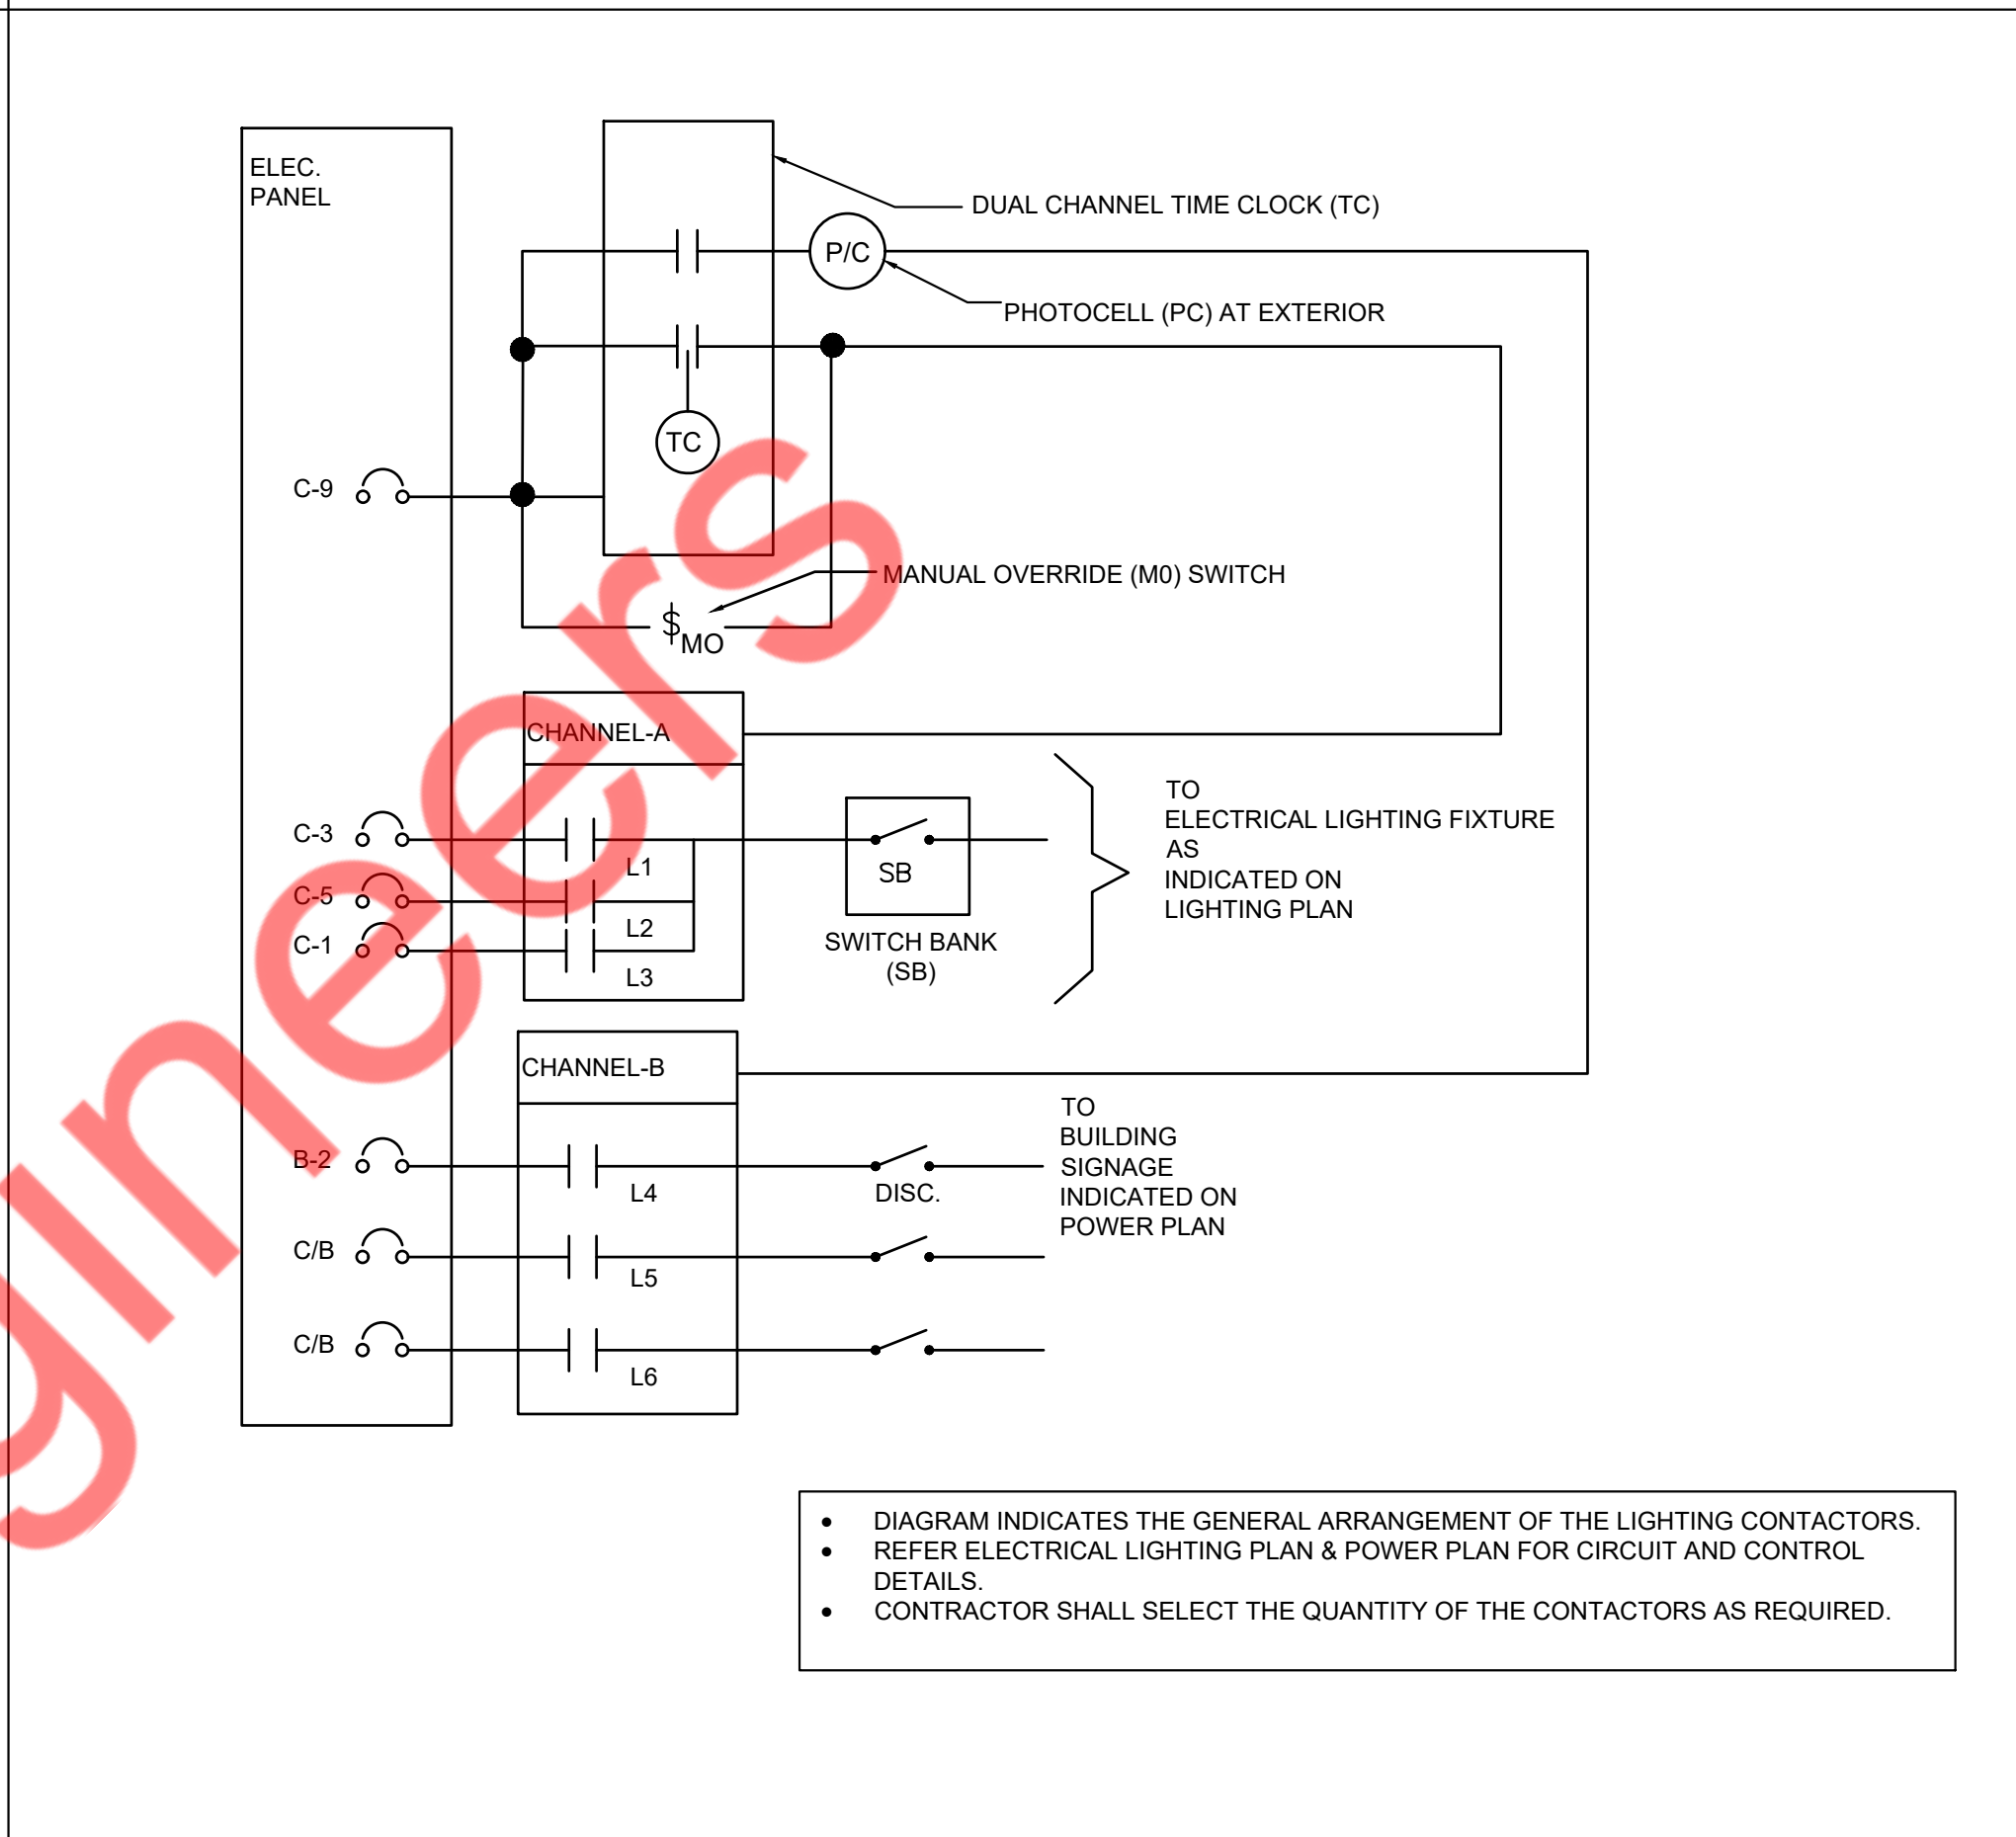 ELEC.
PANEL
DUAL CHANNEL TIME CLOCK (TC)
P/C
PHOTOCELL (PC) AT EXTERIOR
TC
C-9
MANUAL OVERRIDE (M0) SWITCH
$
MO
CHANNEL-A
C-3
L1
C-5
L2
C-1
L3
SB
SWITCH BANK
(SB)
TO
ELECTRICAL LIGHTING FIXTURE
AS
INDICATED ON
LIGHTING PLAN
CHANNEL-B
B-2
L4
DISC.
TO
BUILDING
SIGNAGE
INDICATED ON
POWER PLAN
C/B
L5
C/B
L6
• DIAGRAM INDICATES THE GENERAL ARRANGEMENT OF THE LIGHTING CONTACTORS.
• REFER ELECTRICAL LIGHTING PLAN & POWER PLAN FOR CIRCUIT AND CONTROL
DETAILS.
• CONTRACTOR SHALL SELECT THE QUANTITY OF THE CONTACTORS AS REQUIRED.
gineers